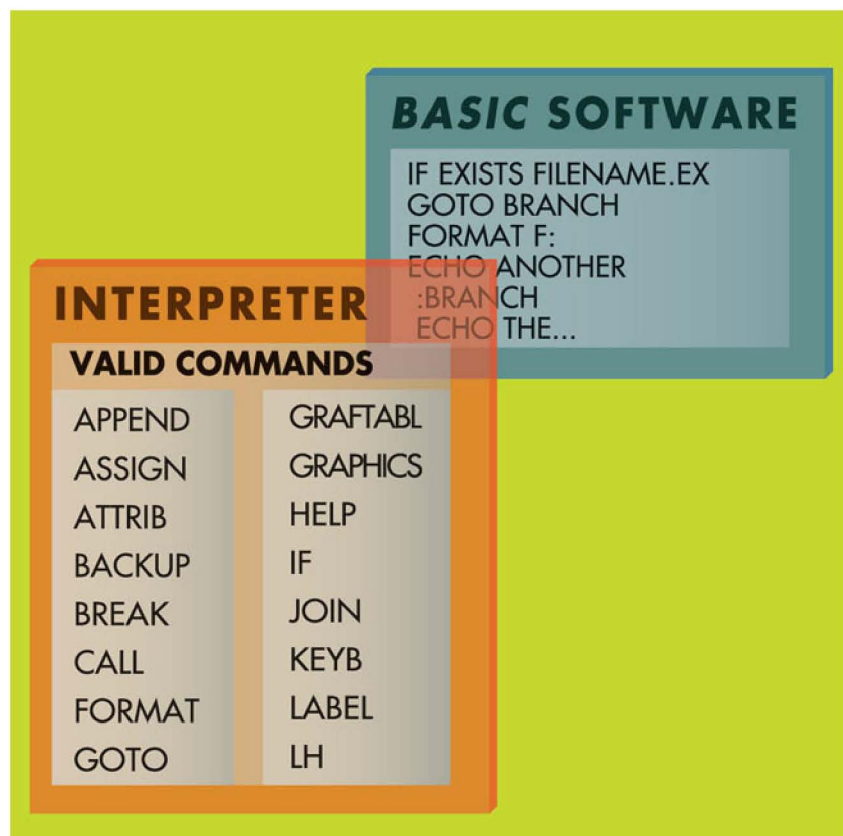 BASIC SOFTWARE
IF EXISTS FILENAME.EX
GOTO BRANCH
FORMAT F:
ECHO ANOTHER
:BRANCH
ECHO THE...
INTERPRETER
VALID COMMANDS
APPEND
ASSIGN
ATTRIB
BACKUP
BREAK
CALL
FORMAT
GOTO
GRAFTABL
GRAPHICS
HELP
IF
JOIN
KEYB
LABEL
LH